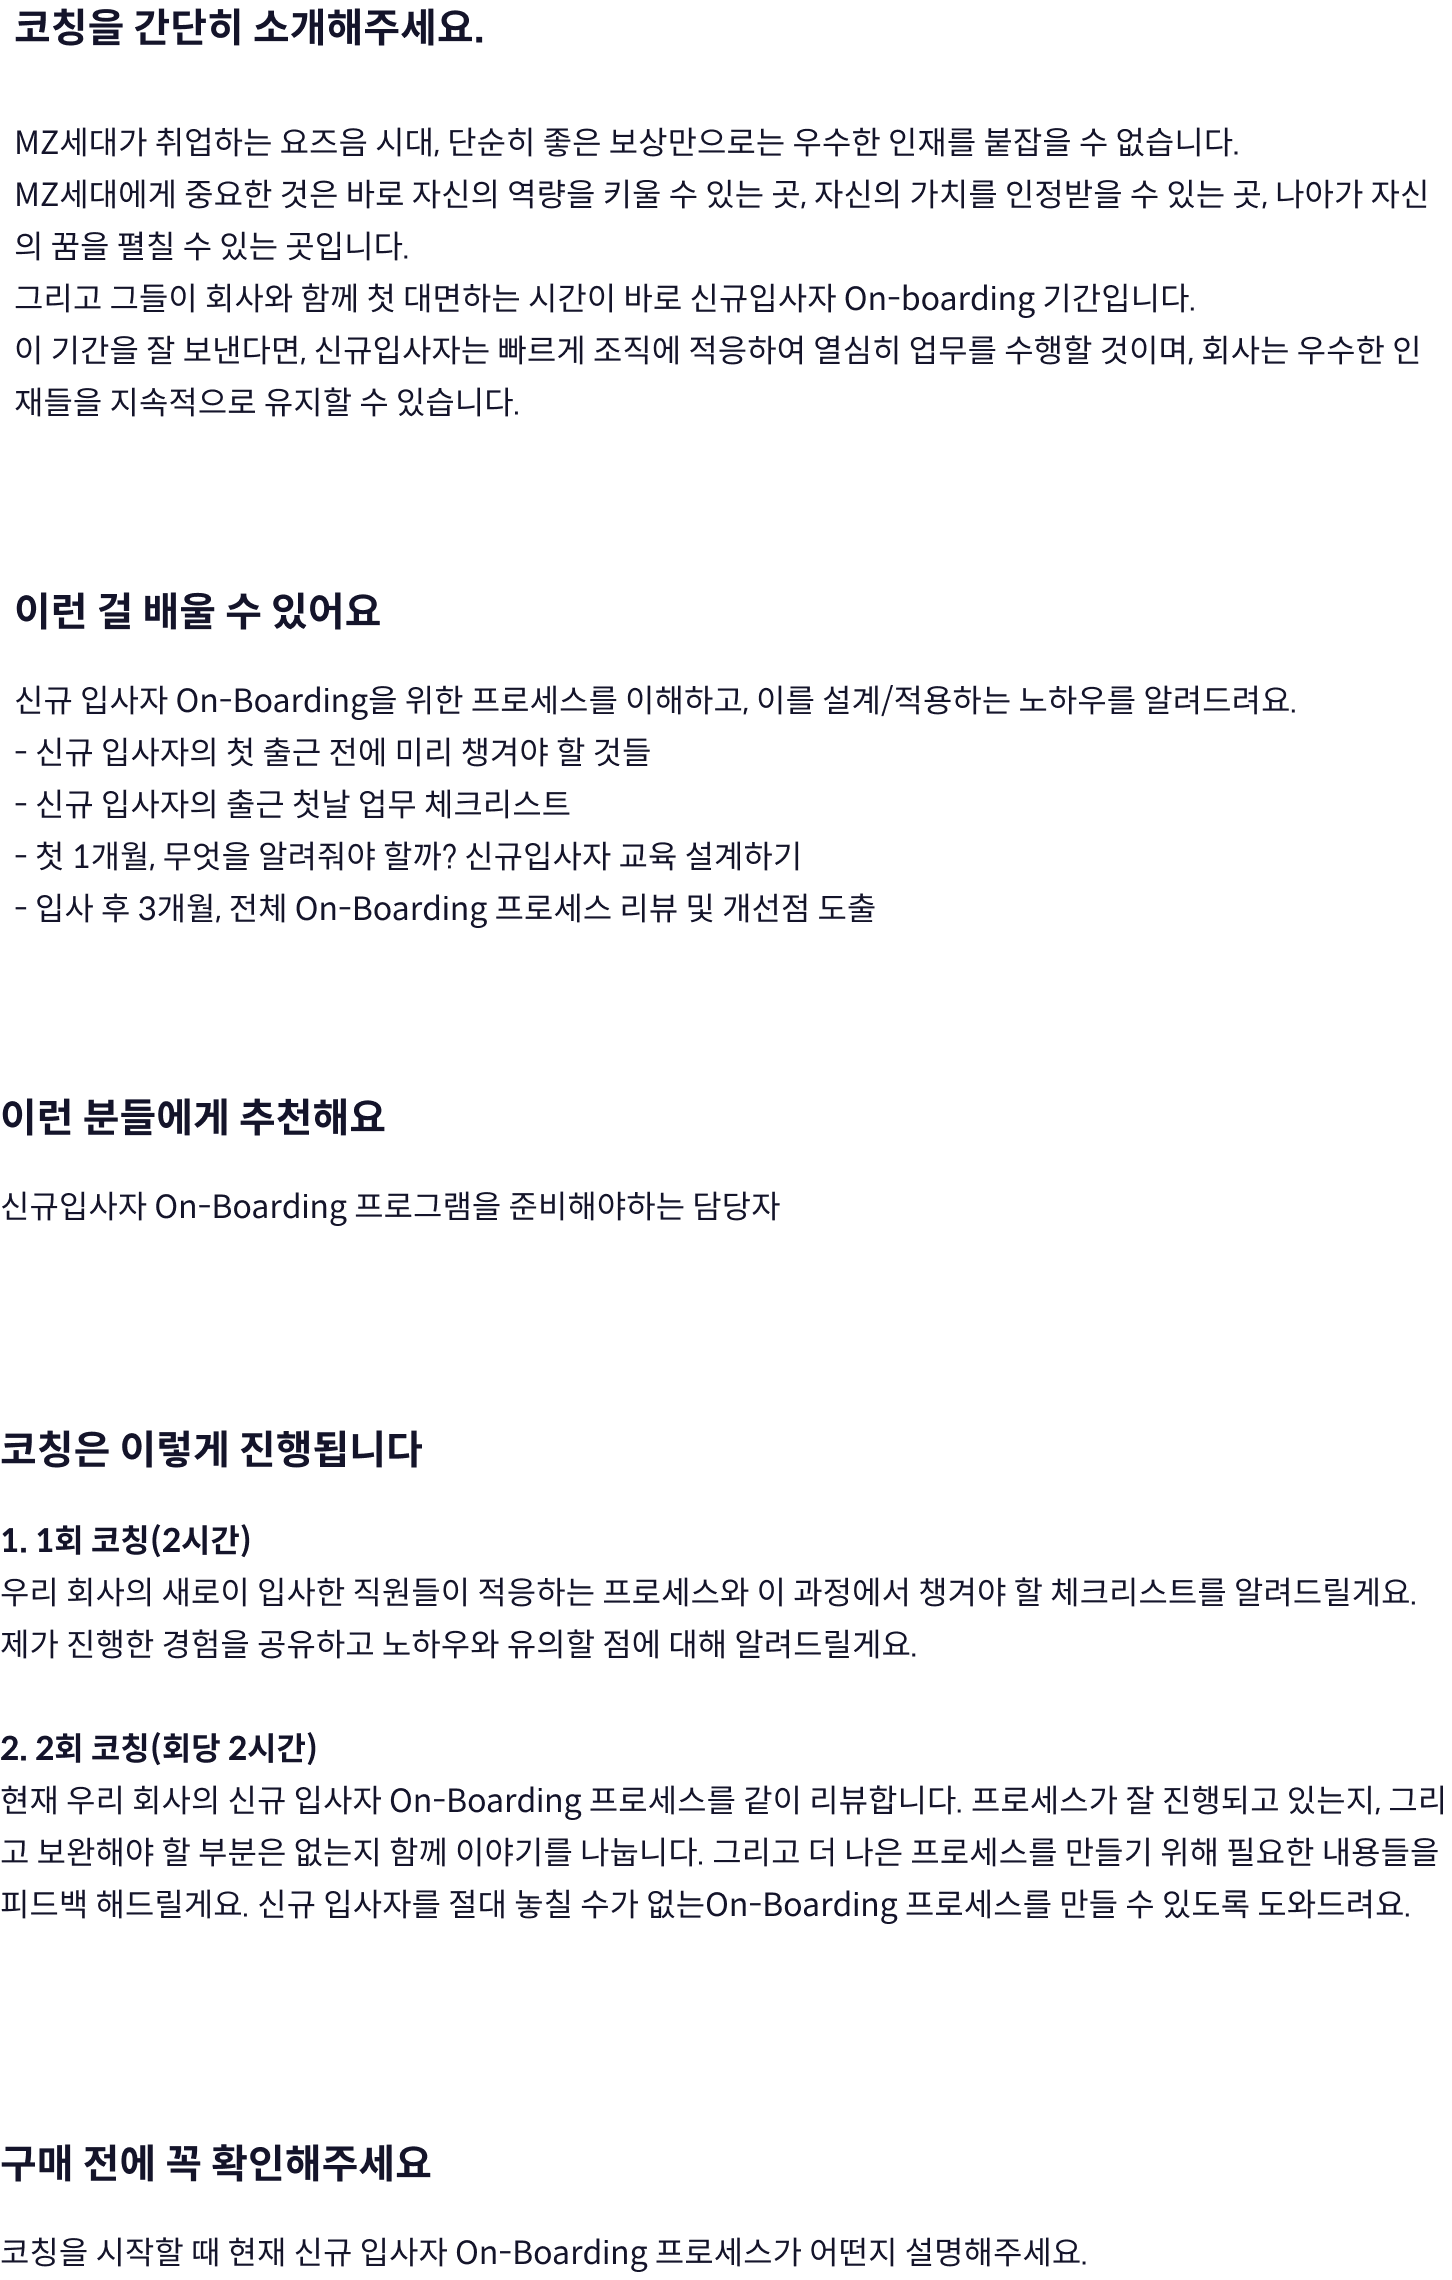 코칭을 간단히 소개해주세요.
MZ세대가 취업하는 요즈음 시대, 단순히 좋은 보상만으로는 우수한 인재를 붙잡을 수 없습니다.
MZ세대에게 중요한 것은 바로 자신의 역량을 키울 수 있는 곳, 자신의 가치를 인정받을 수 있는 곳, 나아가 자신
의 꿈을 펼칠 수 있는 곳입니다.
그리고 그들이 회사와 함께 첫 대면하는 시간이 바로 신규입사자 On-boarding 기간입니다.
이 기간을 잘 보낸다면, 신규입사자는 빠르게 조직에 적응하여 열심히 업무를 수행할 것이며, 회사는 우수한 인
재들을 지속적으로 유지할 수 있습니다.
이런 걸 배울 수 있어요
신규 입사자 On-Boarding을 위한 프로세스를 이해하고, 이를 설계/적용하는 노하우를 알려드려요.
- 신규 입사자의 첫 출근 전에 미리 챙겨야 할 것들
- 신규 입사자의 출근 첫날 업무 체크리스트
- 첫 1개월, 무엇을 알려줘야 할까? 신규입사자 교육 설계하기
- 입사 후 3개월, 전체 On-Boarding 프로세스 리뷰 및 개선점 도출
이런 분들에게 추천해요
신규입사자 On-Boarding 프로그램을 준비해야하는 담당자
코칭은 이렇게 진행됩니다
1. 1회 코칭(2시간)
우리 회사의 새로이 입사한 직원들이 적응하는 프로세스와 이 과정에서 챙겨야 할 체크리스트를 알려드릴게요.
제가 진행한 경험을 공유하고 노하우와 유의할 점에 대해 알려드릴게요.
2. 2회 코칭(회당 2시간)
현재 우리 회사의 신규 입사자 On-Boarding 프로세스를 같이 리뷰합니다. 프로세스가 잘 진행되고 있는지, 그리
고 보완해야 할 부분은 없는지 함께 이야기를 나눕니다. 그리고 더 나은 프로세스를 만들기 위해 필요한 내용들을
피드백 해드릴게요. 신규 입사자를 절대 놓칠 수가 없는On-Boarding 프로세스를 만들 수 있도록 도와드려요.
구매 전에 꼭 확인해주세요
코칭을 시작할 때 현재 신규 입사자 On-Boarding 프로세스가 어떤지 설명해주세요.